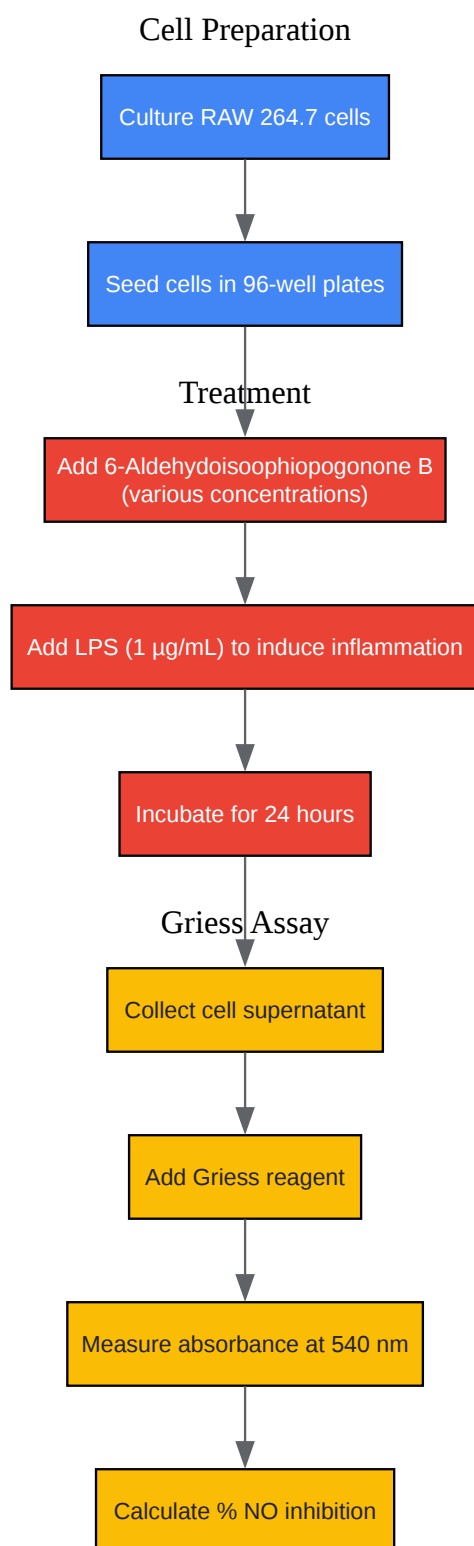 Cell Preparation
Culture RAW 264.7 cells
Seed cells in 96-well plates
Treatment
Add 6-Aldehydoisoophiopogonone B
(various concentrations)
Add LPS (1 µg/mL) to induce inflammation
Incubate for 24 hours
Griess Assay
Collect cell supernatant
Add Griess reagent
Measure absorbance at 540 nm
Calculate % NO inhibition